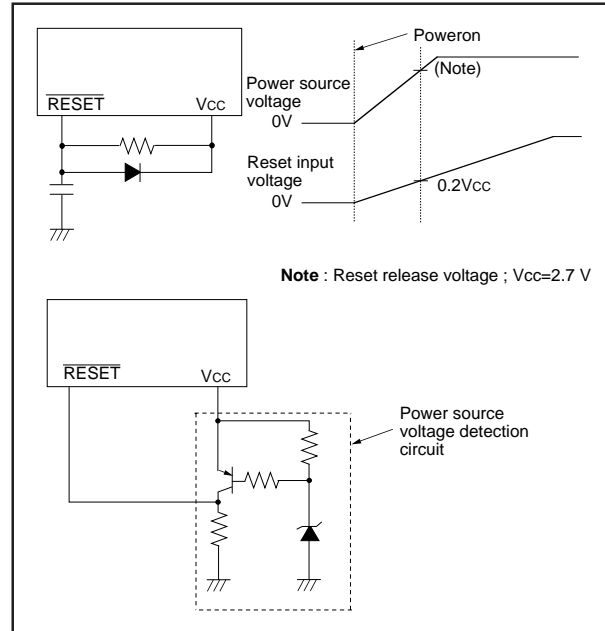 RESET
Vcc
Poweron
(Note)
Power source
voltage
0V
Reset input
voltage
0V
0.2Vcc
Note : Reset release voltage ; Vcc=2.7 V
RESET
Vcc
Power source
voltage detection
circuit